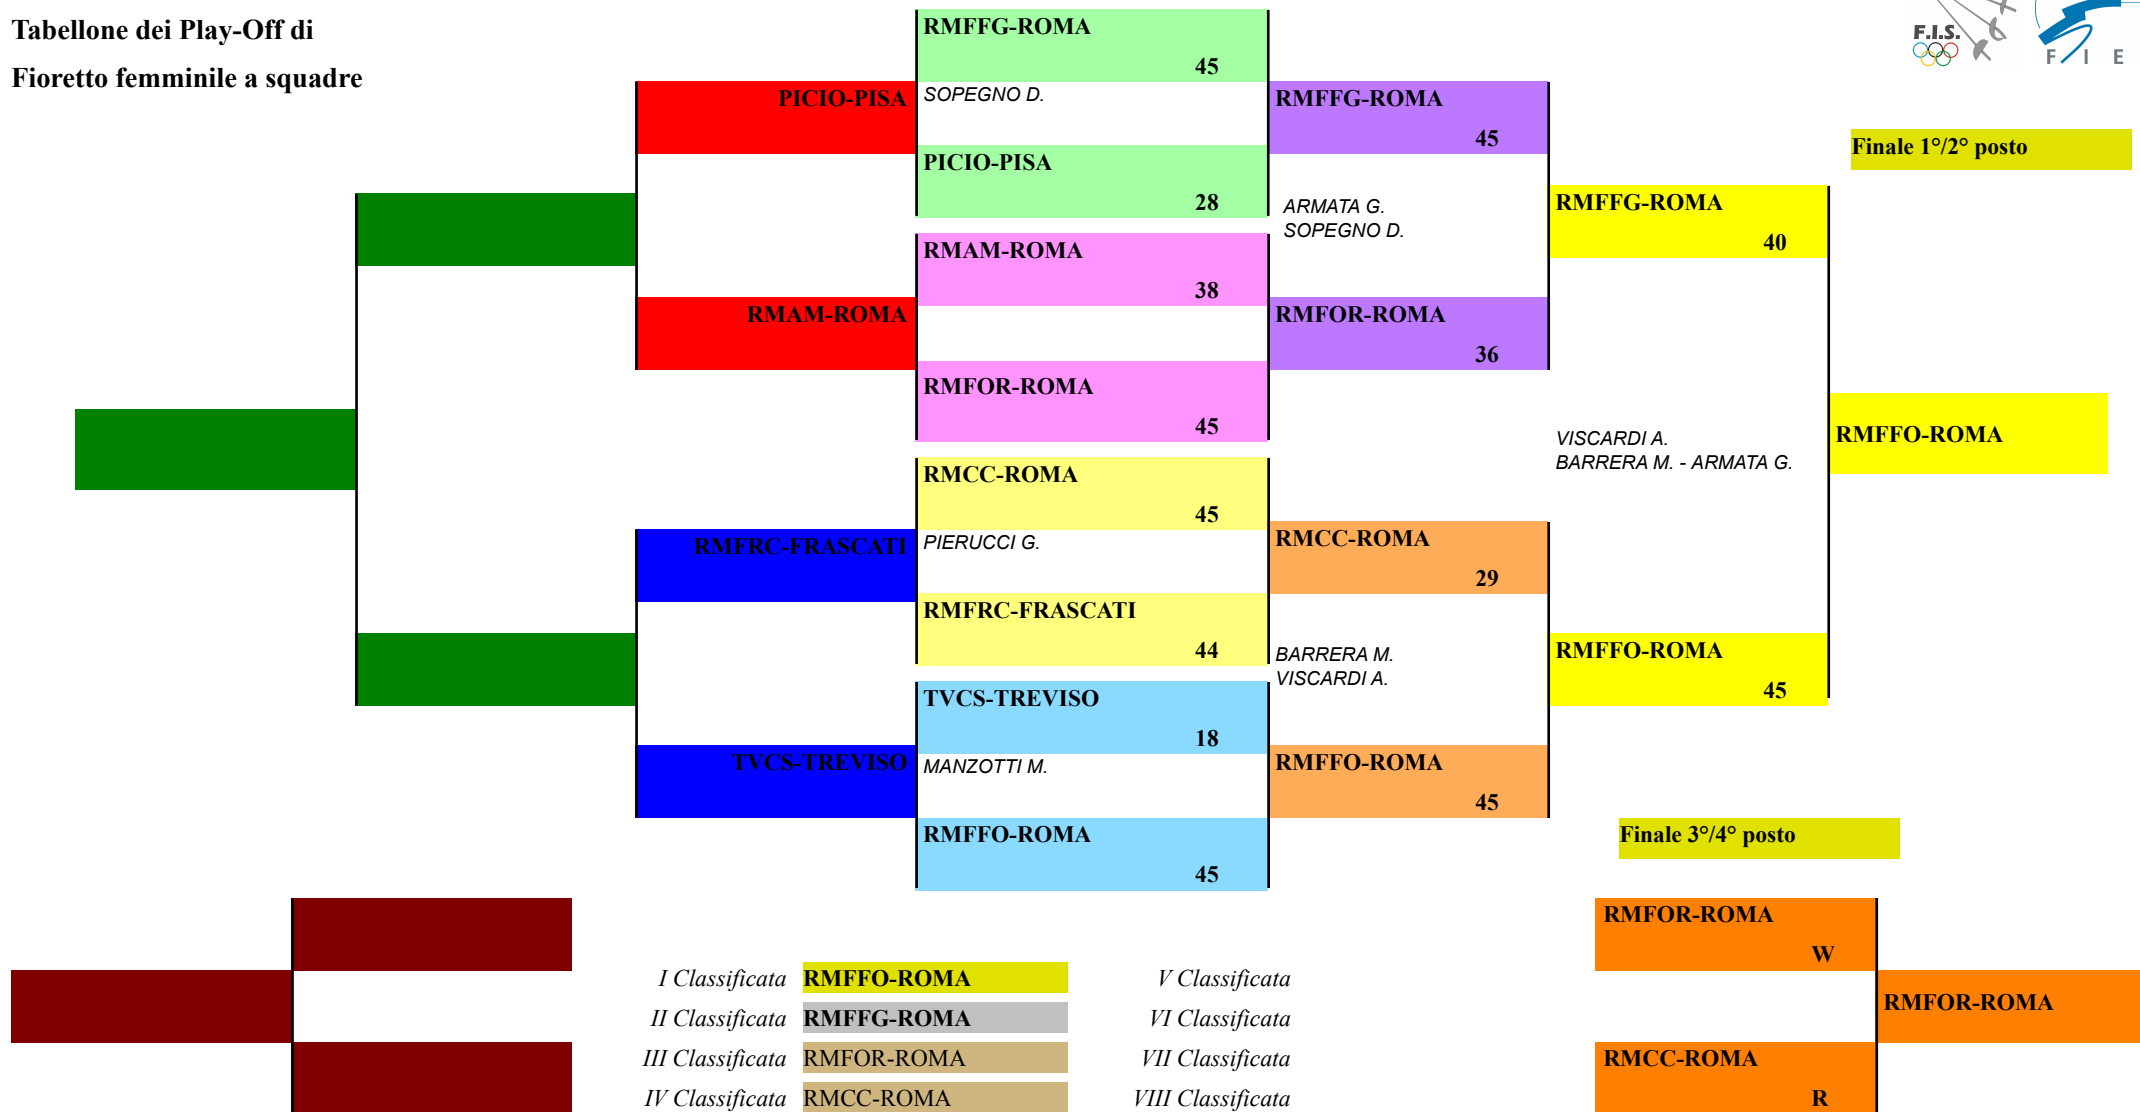 Tabellone dei Play-Off di
Fioretto femminile a squadre
F.I.S.
F I E
RMFFG-ROMA
45
SOPEGNO D.
PICIO-PISA
28
RMAM-ROMA
38
RMFOR-ROMA
45
RMCC-ROMA
45
PIERUCCI G.
RMFRC-FRASCATI
44
TVCS-TREVISO
18
MANZOTTI M.
RMFFO-ROMA
45
PICIO-PISA
RMAM-ROMA
RMFRC-FRASCATI
TVCS-TREVISO
RMFFG-ROMA
45
ARMATA G.
SOPEGNO D.
RMFOR-ROMA
36
RMCC-ROMA
29
BARRERA M.
VISCARDI A.
RMFFO-ROMA
45
Finale 1°/2° posto
RMFFG-ROMA
40
VISCARDI A.
BARRERA M. - ARMATA G.
RMFFO-ROMA
45
RMFFO-ROMA
Finale 3°/4° posto
RMFOR-ROMA
W
RMCC-ROMA
R
RMFOR-ROMA
I Classificata RMFFO-ROMA
II Classificata RMFFG-ROMA
III Classificata RMFOR-ROMA
IV Classificata RMCC-ROMA
V Classificata
VI Classificata
VII Classificata
VIII Classificata